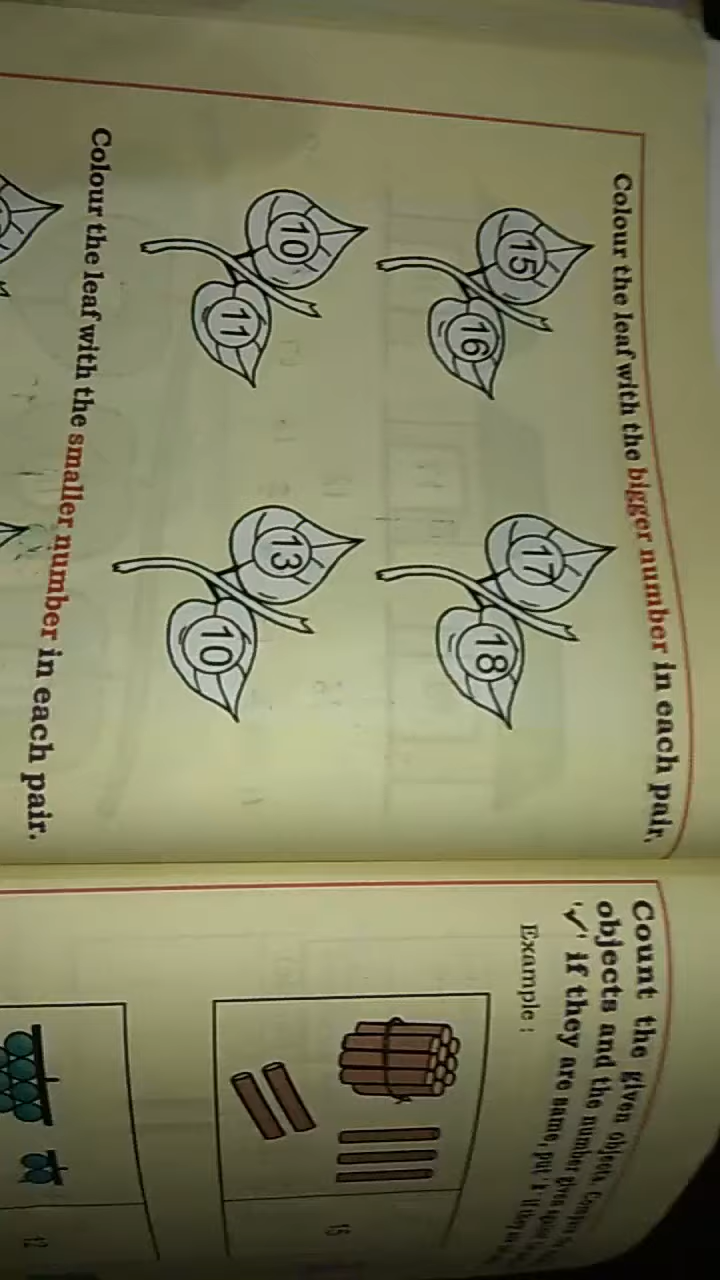 Colour the leaf with the bigger number in each pair.
15 16 17 18
10 11 13 10
Colour the leaf with the smaller number in each pair.
Count the given objects.
objects and the number given
'✓' if they are same, put
Example :
15
12